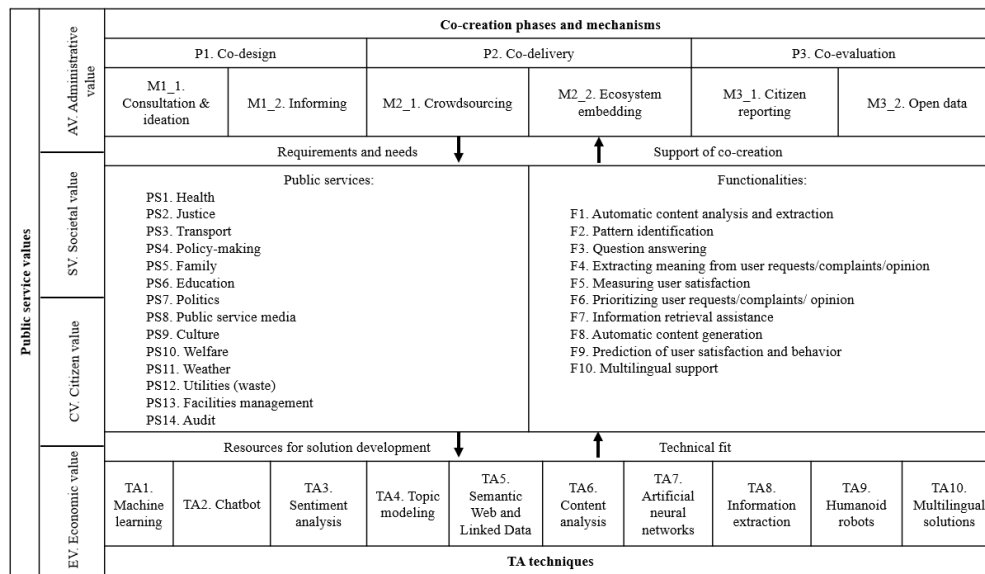 Co-creation phases and mechanisms
P1. Co-design
P2. Co-delivery
P3. Co-evaluation
M1_1.
Consultation &
ideation
M1_2. Informing
M2_1. Crowdsourcing
M2_2. Ecosystem
embedding
M3_1. Citizen
reporting
M3_2. Open data
Requirements and needs
Support of co-creation
Public services:
PS1. Health
PS2. Justice
PS3. Transport
PS4. Policy-making
PS5. Family
PS6. Education
PS7. Politics
PS8. Public service media
PS9. Culture
PS10. Welfare
PS11. Weather
PS12. Utilities (waste)
PS13. Facilities management
PS14. Audit
Functionalities:
F1. Automatic content analysis and extraction
F2. Pattern identification
F3. Question answering
F4. Extracting meaning from user requests/complaints/opinion
F5. Measuring user satisfaction
F6. Prioritizing user requests/complaints/ opinion
F7. Information retrieval assistance
F8. Automatic content generation
F9. Prediction of user satisfaction and behavior
F10. Multilingual support
Resources for solution development
Technical fit
TA1.
Machine
learning
TA2. Chatbot
TA3.
Sentiment
analysis
TA4. Topic
modeling
TA5.
Semantic
Web and
Linked Data
TA6.
Content
analysis
TA7.
Artificial
neural
networks
TA8.
Information
extraction
TA9.
Humanoid
robots
TA10.
Multilingual
solutions
TA techniques
Public service values
AV. Administrative
value
SV. Societal value
CV. Citizen value
EV. Economic value